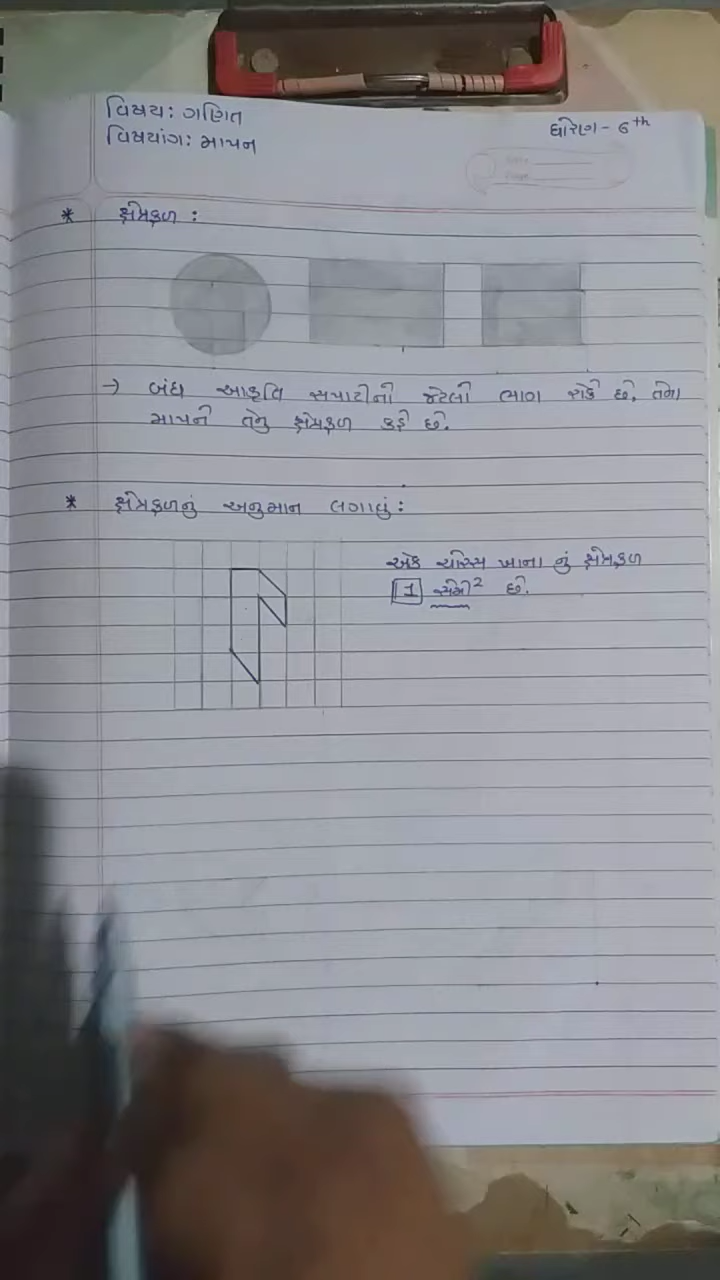 વિષય: ગણિત
ધોરણ - 6th
વિષયાંગ: માપન
* ક્ષેત્રફળ :
→ બંધ આકૃતિ સપાટીનો જેટલો ભાગ રોકે છે, તેના
માપને તેનું ક્ષેત્રફળ કહે છે.
* ક્ષેત્રફળનું અનુમાન લગાવું :
એક ચોરસ ખાના નું ક્ષેત્રફળ
1 સેમી² છે.